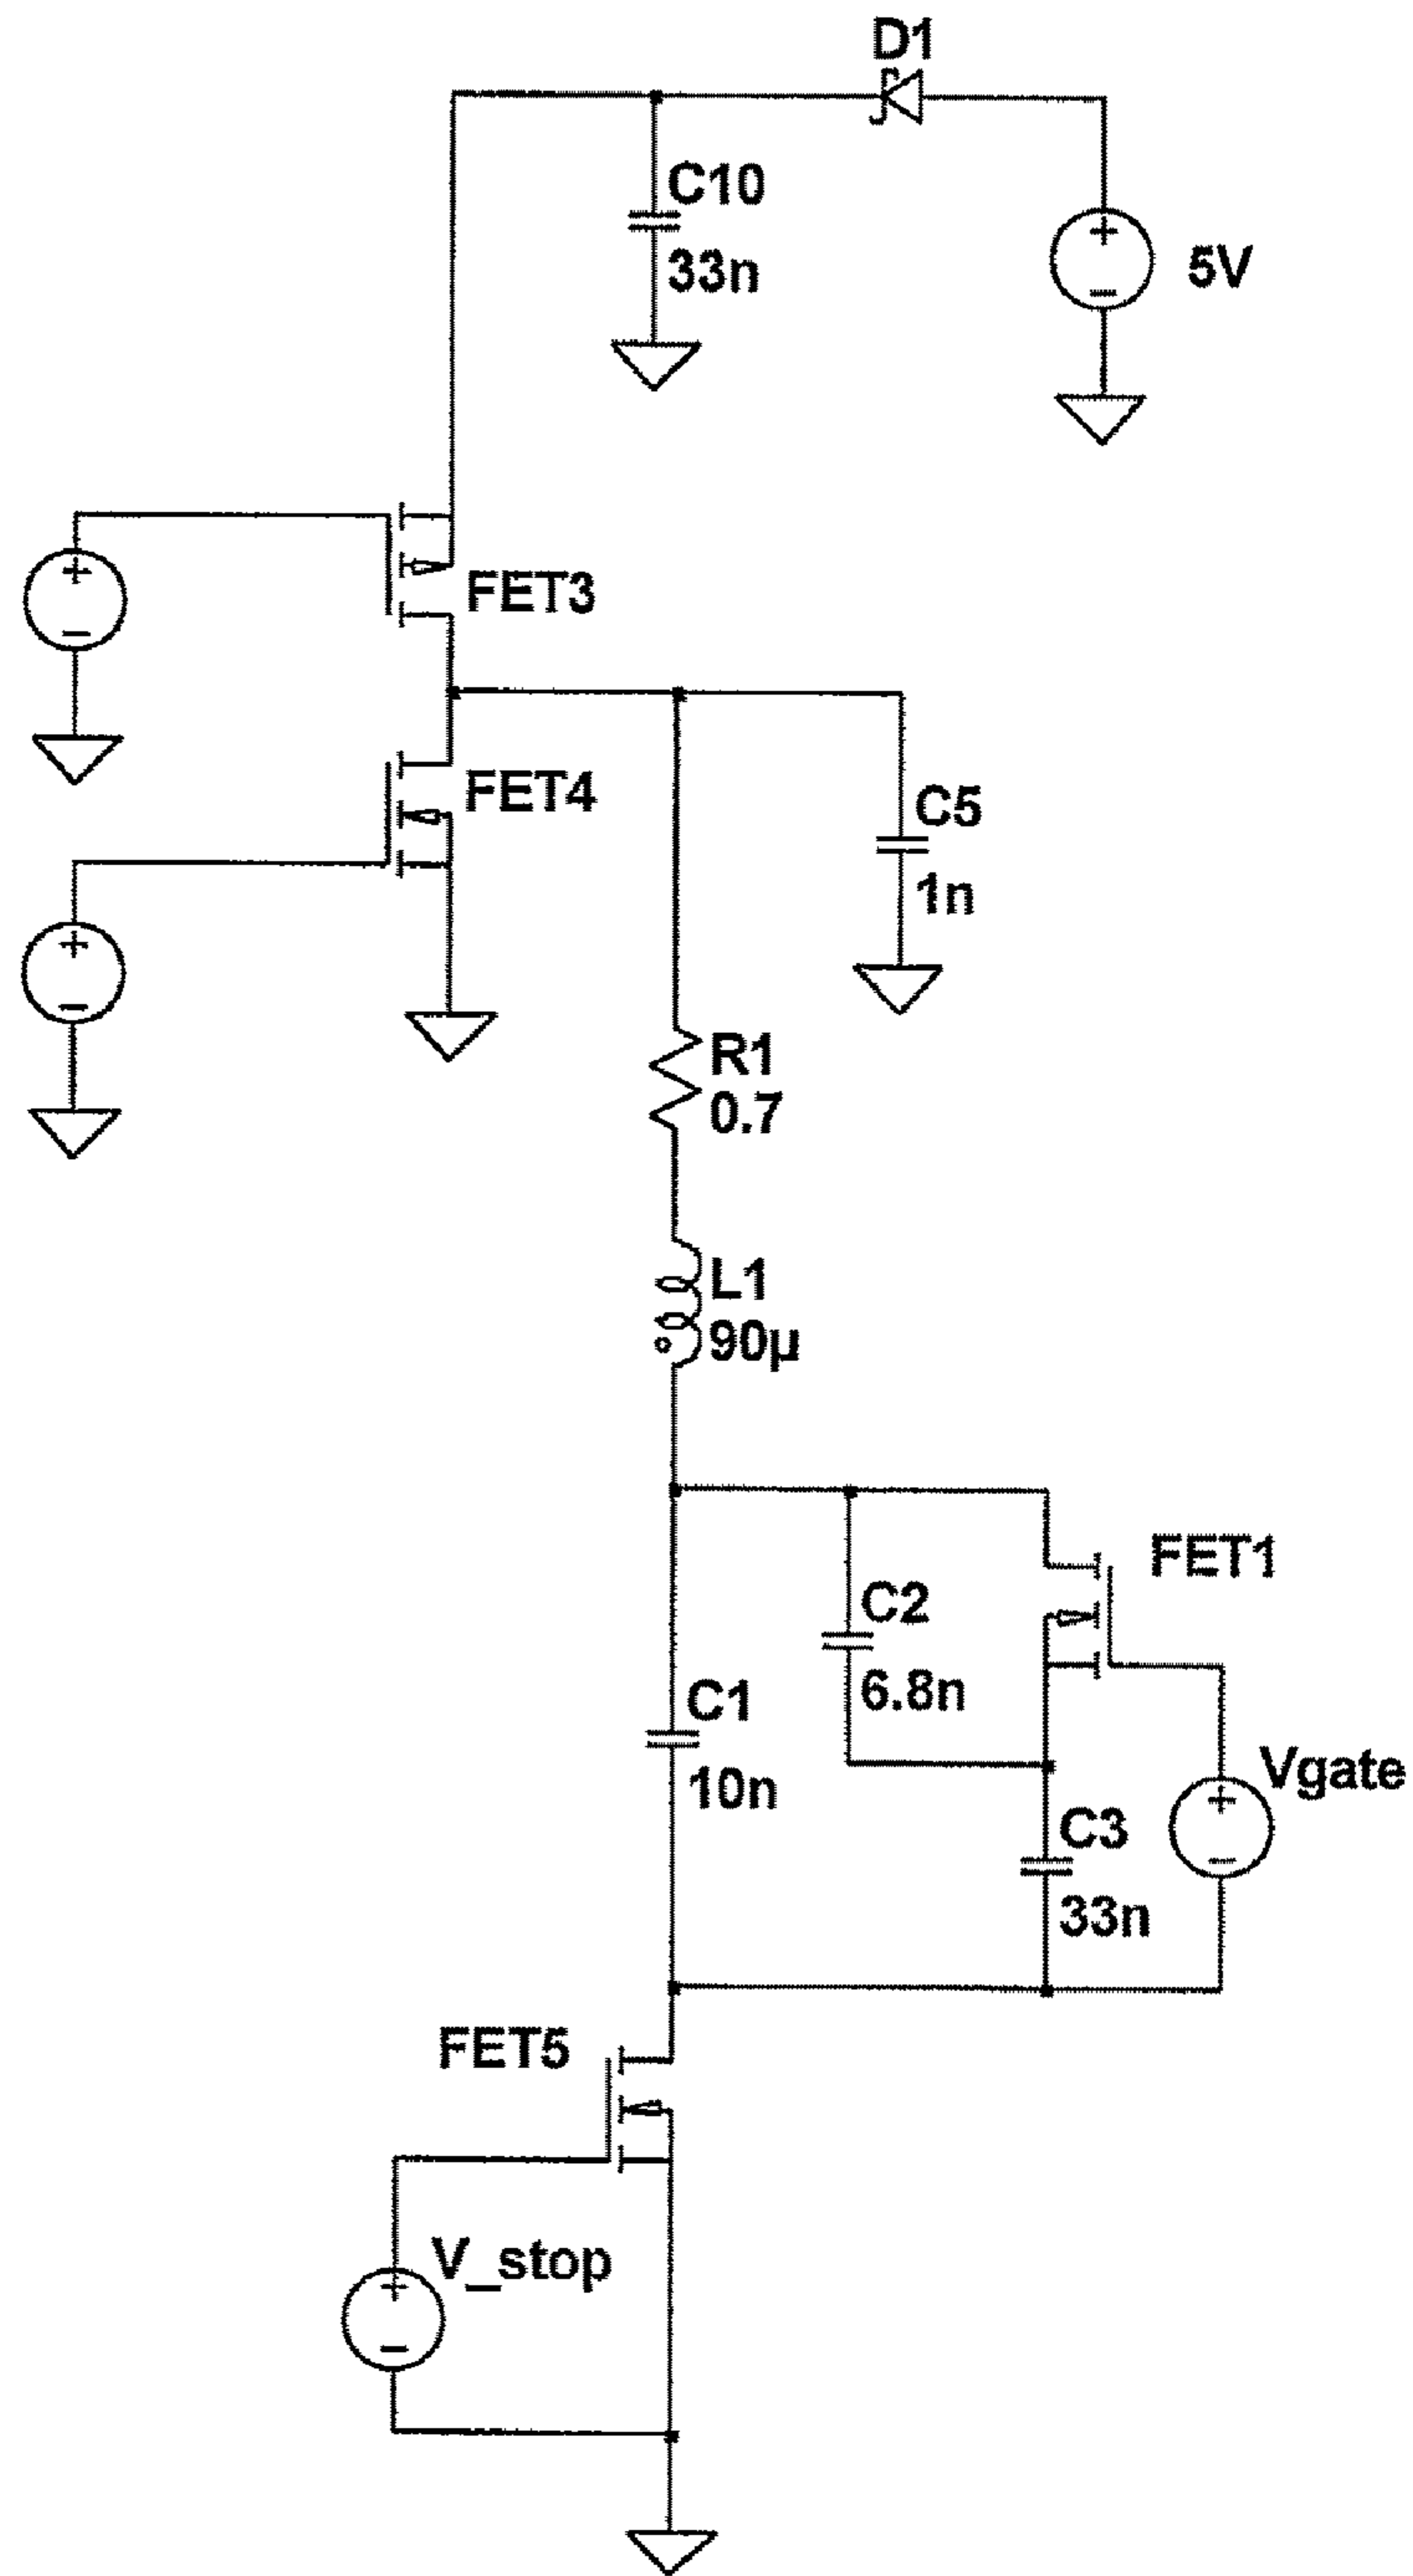 D1
C10
33n
5V
FET3
FET4
C5
1n
R1
0.7
L1
90µ
FET1
C2
6.8n
C1
10n
Vgate
C3
33n
FET5
V_stop